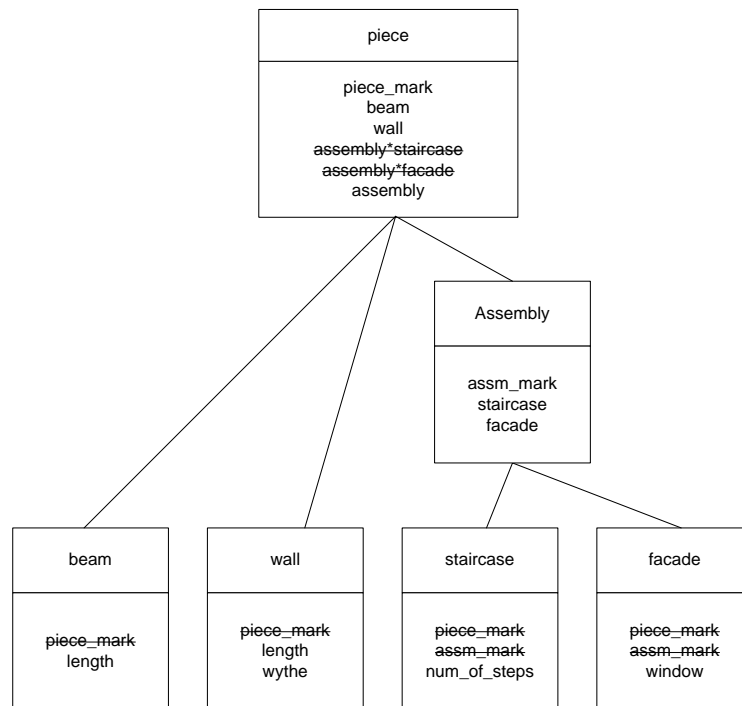 piece
piece_mark
beam
wall
assembly*staircase
assembly*facade
assembly
Assembly
assm_mark
staircase
facade
beam
piece_mark
length
wall
piece_mark
length
wythe
staircase
piece_mark
assm_mark
num_of_steps
facade
piece_mark
assm_mark
window